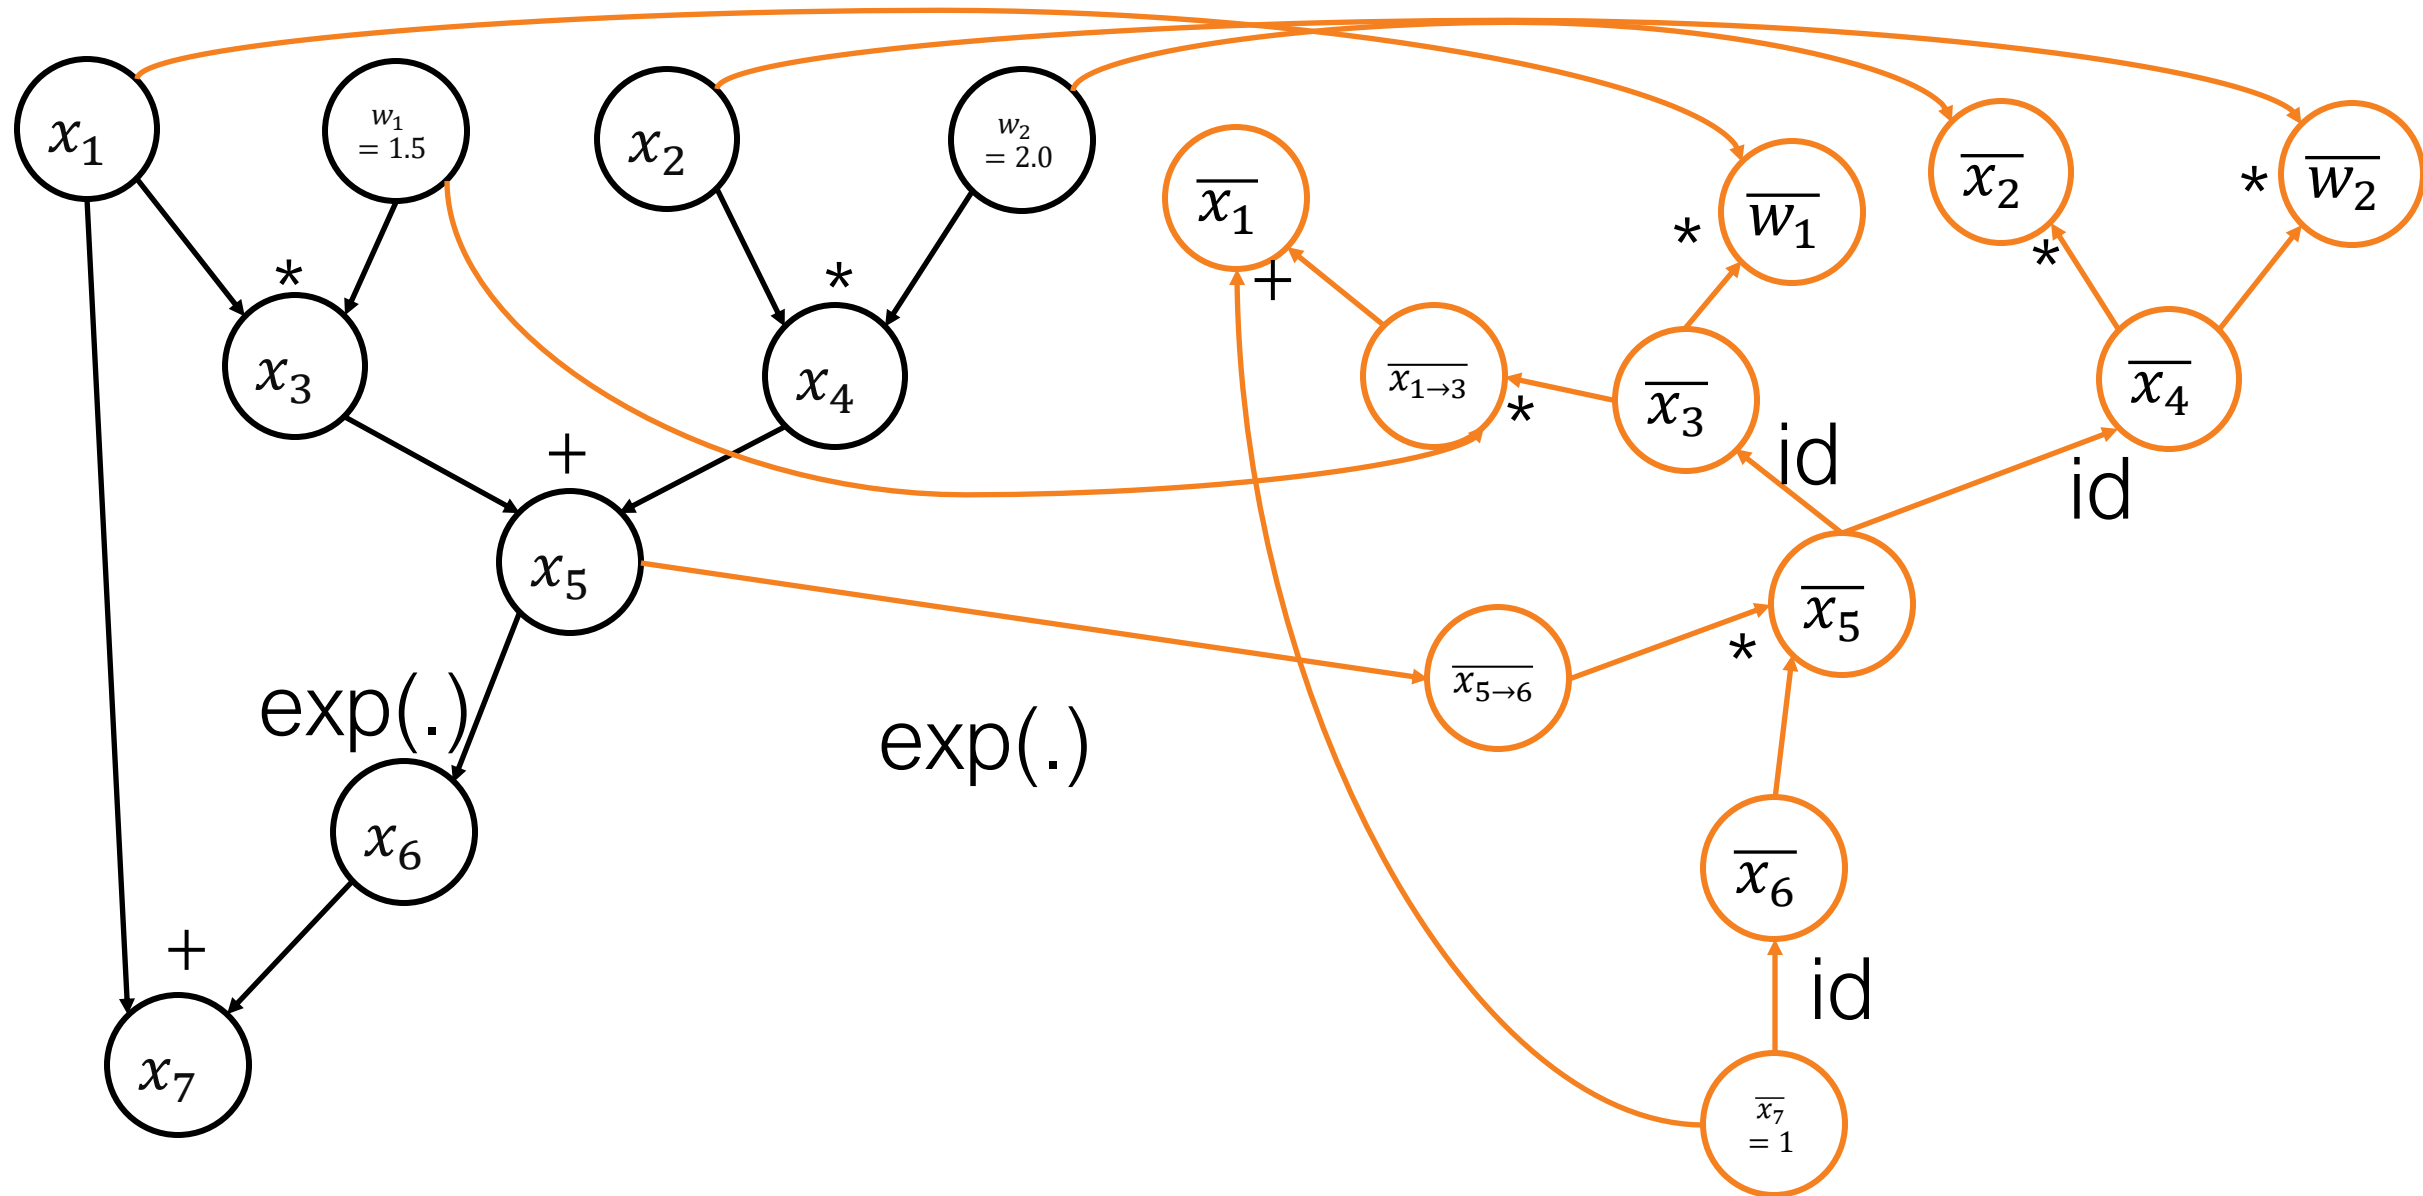 x₁
w₁
= 1.5
x₂
w₂
= 2.0
x̅₁
w̅₁
x̅₂
*
w̅₂
*
*
+
*
*
x₃
x₄
x̅₁→₃
*
x̅₃
x̅₄
+
id
id
x₅
x̅₅
*
x̅₅→₆
exp(.)
exp(.)
x₆
x̅₆
+
id
x₇
x̅₇
= 1